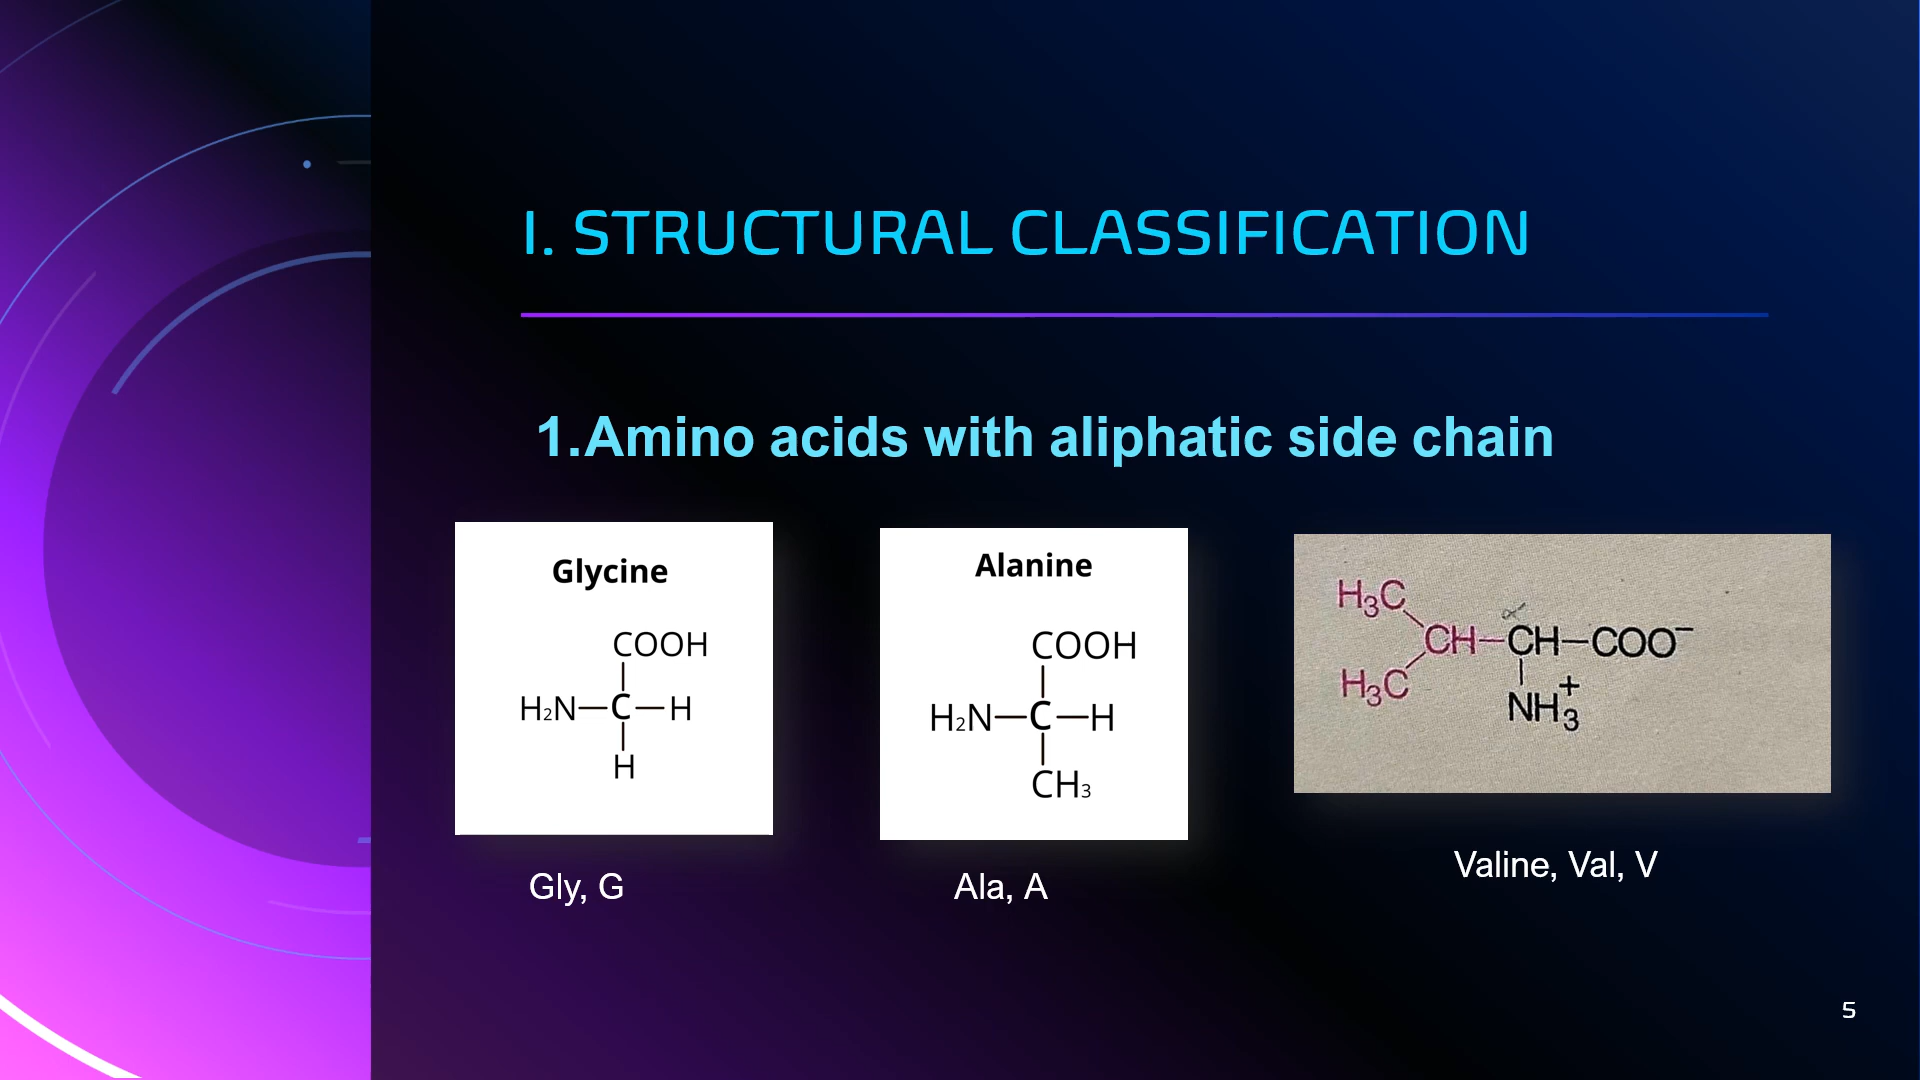 I. STRUCTURAL CLASSIFICATION
1.Amino acids with aliphatic side chain
Glycine
COOH
H₂N—C—H
H
Gly, G
Alanine
COOH
H₂N—C—H
CH₃
Ala, A
H₃C
α
CH—CH—COO⁻
H₃C
NH₃⁺
Valine, Val, V
5